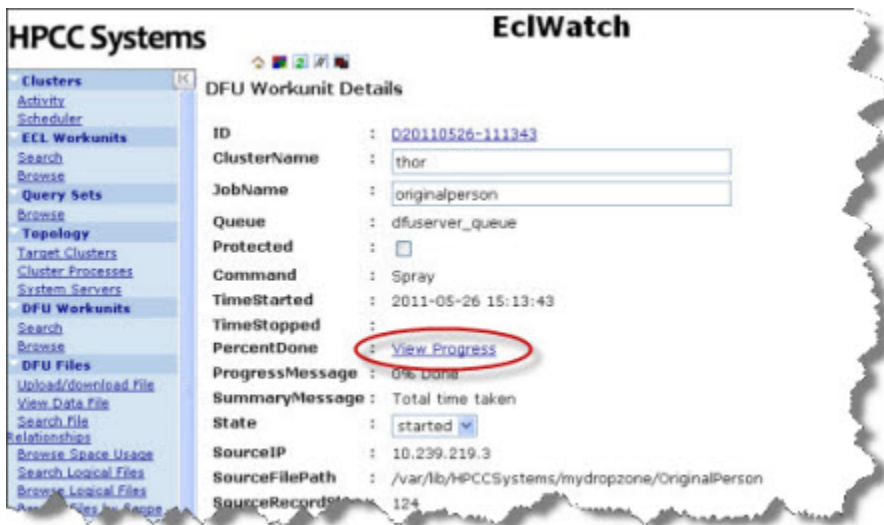 HPCC Systems
EclWatch
Clusters
Activity
Scheduler
ECL Workunits
Search
Browse
Query Sets
Browse
Topology
Target Clusters
Cluster Processes
System Servers
DFU Workunits
Search
Browse
DFU Files
Upload/download File
View Data File
Search File
Relationships
Browse Space Usage
Search Logical Files
Browse Logical Files
Files by Scope
DFU Workunit Details
ID : D20110526-111343
ClusterName : thor
JobName : originalperson
Queue : dfuserver_queue
Protected :
Command : Spray
TimeStarted : 2011-05-26 15:13:43
TimeStopped :
PercentDone : View Progress
ProgressMessage : 0% Done
SummaryMessage : Total time taken
State : started
SourceIP : 10.239.219.3
SourceFilePath : /var/lib/HPCCSystems/mydropzone/OriginalPerson
124